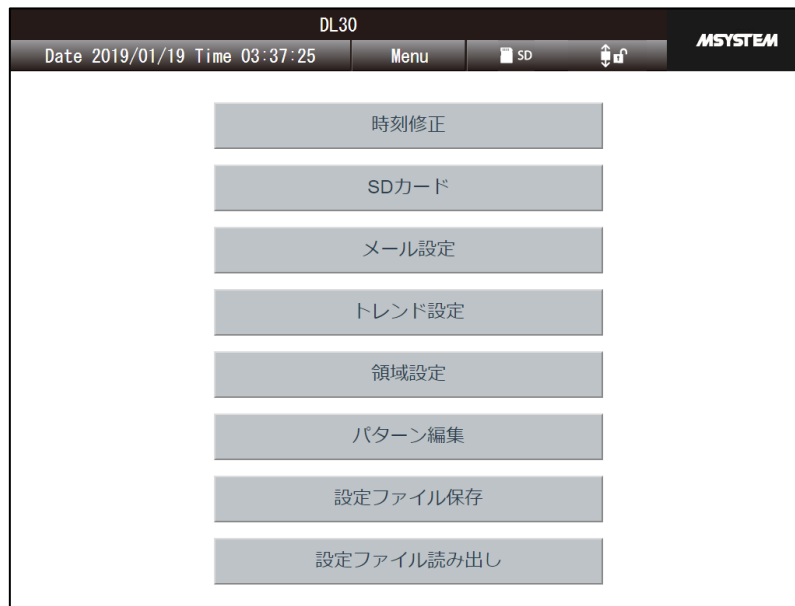 DL30
MSYSTEM
Date 2019/01/19 Time 03:37:25 Menu SD
時刻修正
SDカード
メール設定
トレンド設定
領域設定
パターン編集
設定ファイル保存
設定ファイル読み出し